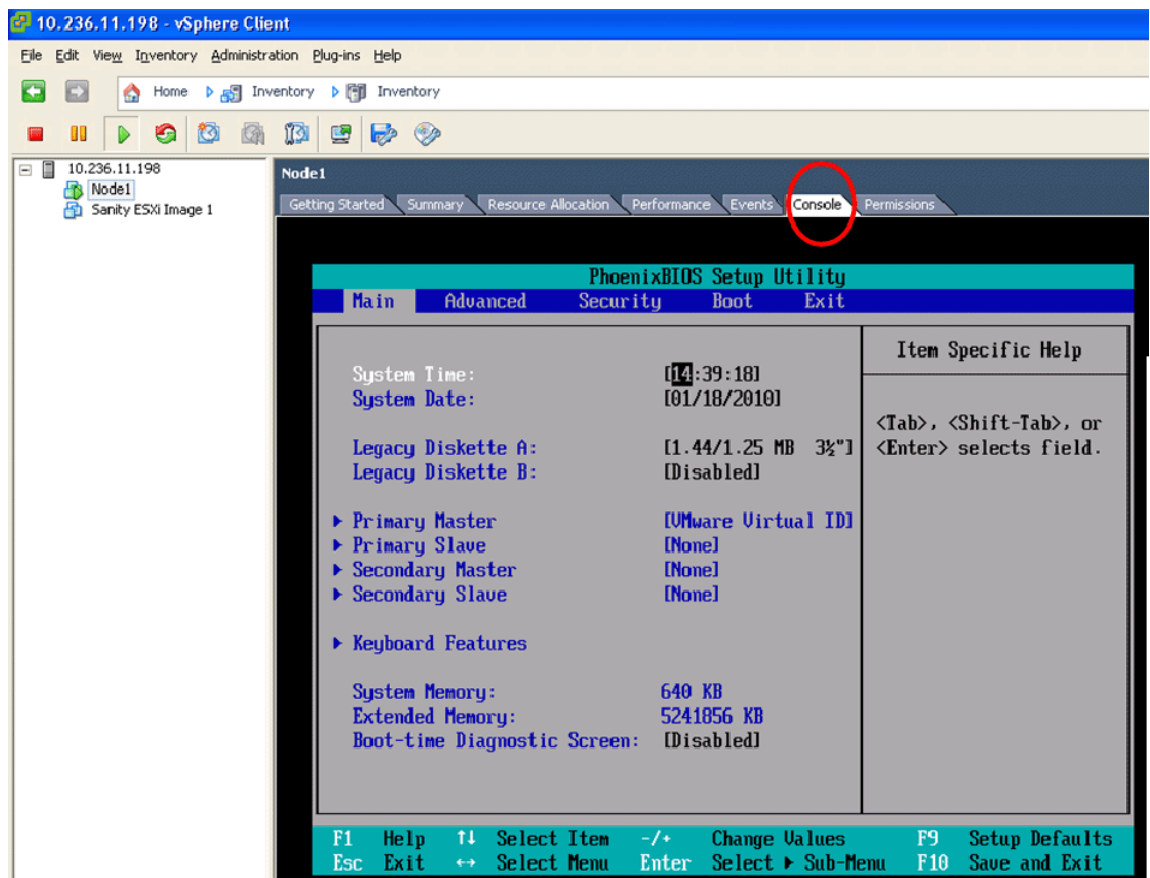 10.236.11.198 - vSphere Client
File Edit View Inventory Administration Plug-ins Help
Home Inventory Inventory
10.236.11.198
Node1
Sanity ESXi Image 1
Node1
Getting Started Summary Resource Allocation Performance Events Console Permissions
PhoenixBIOS Setup Utility
Main Advanced Security Boot Exit
Item Specific Help
System Time: [14:39:18]
System Date: [01/18/2010]
<Tab>, <Shift-Tab>, or
<Enter> selects field.
Legacy Diskette A: [1.44/1.25 MB 3½"]
Legacy Diskette B: [Disabled]
Primary Master [VMware Virtual ID]
Primary Slave [None]
Secondary Master [None]
Secondary Slave [None]
Keyboard Features
System Memory: 640 KB
Extended Memory: 5241856 KB
Boot-time Diagnostic Screen: [Disabled]
F1 Help ↑↓ Select Item -/+ Change Values F9 Setup Defaults
Esc Exit ↔ Select Menu Enter Select ▶ Sub-Menu F10 Save and Exit